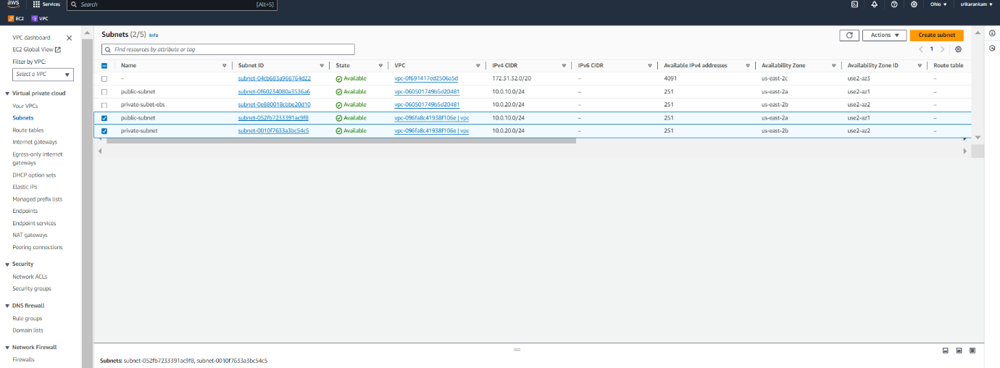 aws Services Search [Alt+S] Ohio ▼ srikarankam ▼
EC2 VPC
VPC dashboard
EC2 Global View
Filter by VPC:
Select a VPC
Virtual private cloud
Your VPCs
Subnets
Route tables
Internet gateways
Egress-only internet
gateways
DHCP option sets
Elastic IPs
Managed prefix lists
Endpoints
Endpoint services
NAT gateways
Peering connections
Security
Network ACLs
Security groups
DNS firewall
Rule groups
Domain lists
Network Firewall
Firewalls
Subnets (2/5) Info Actions ▼ Create subnet
Find resources by attribute or tag 1
Name Subnet ID State VPC IPv4 CIDR IPv6 CIDR Available IPv4 addresses Availability Zone Availability Zone ID Route table
– subnet-04cb683a966764d22 Available vpc-0f691417ed2506a5d 172.31.32.0/20 – 4091 us-east-2c use2-az3 –
public-subnet subnet-0f60234080a3536a6 Available vpc-060501749b5d20481 10.0.10.0/24 – 251 us-east-2a use2-az1 –
private-subet-ebs subnet-0e880018cbbe20d10 Available vpc-060501749b5d20481 10.0.20.0/24 – 251 us-east-2b use2-az2 –
public-subnet subnet-052fb7233391ac9f8 Available vpc-096fa8c41938f106e | vpc 10.0.10.0/24 – 251 us-east-2a use2-az1 –
private-subnet subnet-0010f7633a3bc54c5 Available vpc-096fa8c41938f106e | vpc 10.0.20.0/24 – 251 us-east-2b use2-az2 –
Subnets: subnet-052fb7233391ac9f8, subnet-0010f7633a3bc54c5